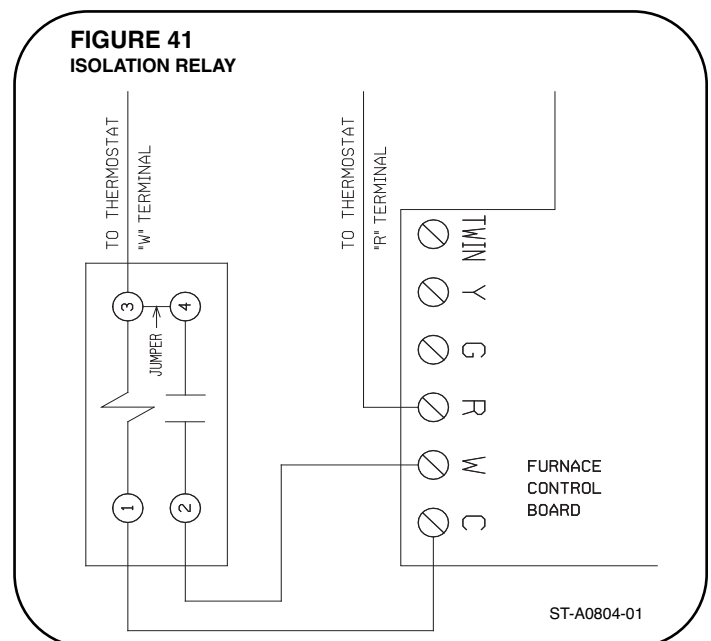 FIGURE 41
ISOLATION RELAY
TO THERMOSTAT
"W" TERMINAL
TO THERMOSTAT
"R" TERMINAL
3
4
JUMPER
1
2
TWIN
Y
G
R
W
C
FURNACE
CONTROL
BOARD
ST-A0804-01